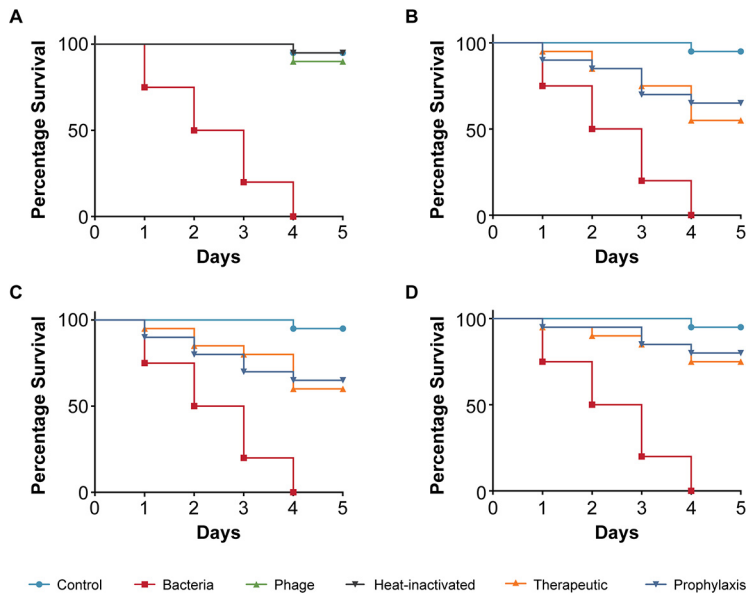 A
Percentage Survival
100
50
0
0 1 2 3 4 5
Days
B
Percentage Survival
100
50
0
0 1 2 3 4 5
Days
C
Percentage Survival
100
50
0
0 1 2 3 4 5
Days
D
Percentage Survival
100
50
0
0 1 2 3 4 5
Days
Control Bacteria Phage Heat-inactivated Therapeutic Prophylaxis